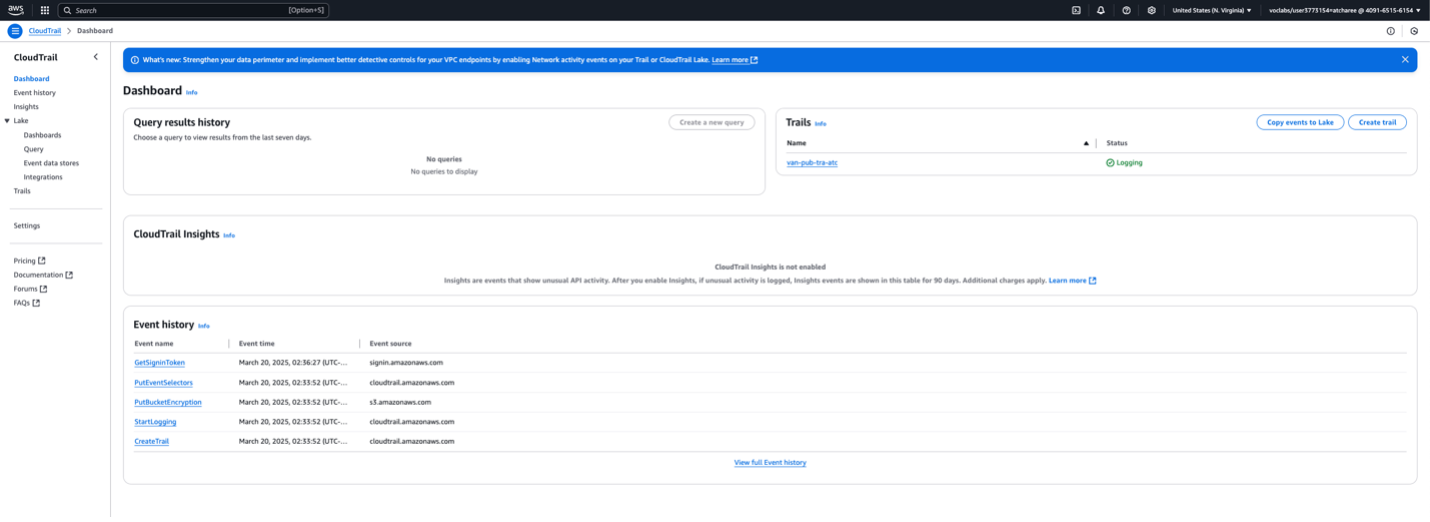 aws
Search [Option+S]
United States (N. Virginia) voclabs/user3773154=atcharee @ 4091-6515-6154
CloudTrail > Dashboard
CloudTrail
Dashboard
Event history
Insights
Lake
Dashboards
Query
Event data stores
Integrations
Trails
Settings
Pricing
Documentation
Forums
FAQs
What's new: Strengthen your data perimeter and implement better detective controls for your VPC endpoints by enabling Network activity events on your Trail or CloudTrail Lake. Learn more
Dashboard Info
Query results history Create a new query
Choose a query to view results from the last seven days.
No queries
No queries to display
Trails Info Copy events to Lake Create trail
Name Status
van-pub-tra-atc Logging
CloudTrail Insights Info
CloudTrail Insights is not enabled
Insights are events that show unusual API activity. After you enable Insights, if unusual activity is logged, Insights events are shown in this table for 90 days. Additional charges apply. Learn more
Event history Info
Event name Event time Event source
GetSigninToken March 20, 2025, 02:36:27 (UTC-... signin.amazonaws.com
PutEventSelectors March 20, 2025, 02:33:52 (UTC-... cloudtrail.amazonaws.com
PutBucketEncryption March 20, 2025, 02:33:52 (UTC-... s3.amazonaws.com
StartLogging March 20, 2025, 02:33:52 (UTC-... cloudtrail.amazonaws.com
CreateTrail March 20, 2025, 02:33:52 (UTC-... cloudtrail.amazonaws.com
View full Event history